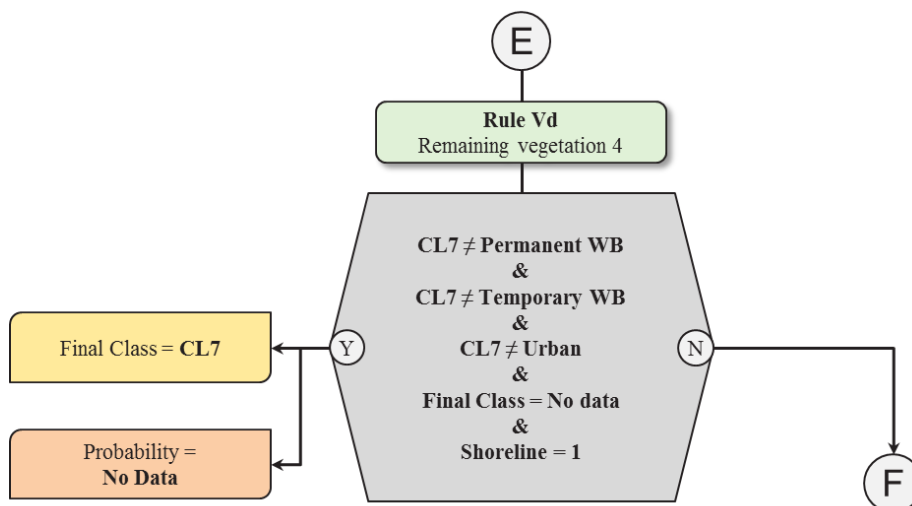 E
Rule Vd
Remaining vegetation 4
CL7 ≠ Permanent WB
&
CL7 ≠ Temporary WB
&
CL7 ≠ Urban
&
Final Class = No data
&
Shoreline = 1
Y
N
Final Class = CL7
Probability =
No Data
F